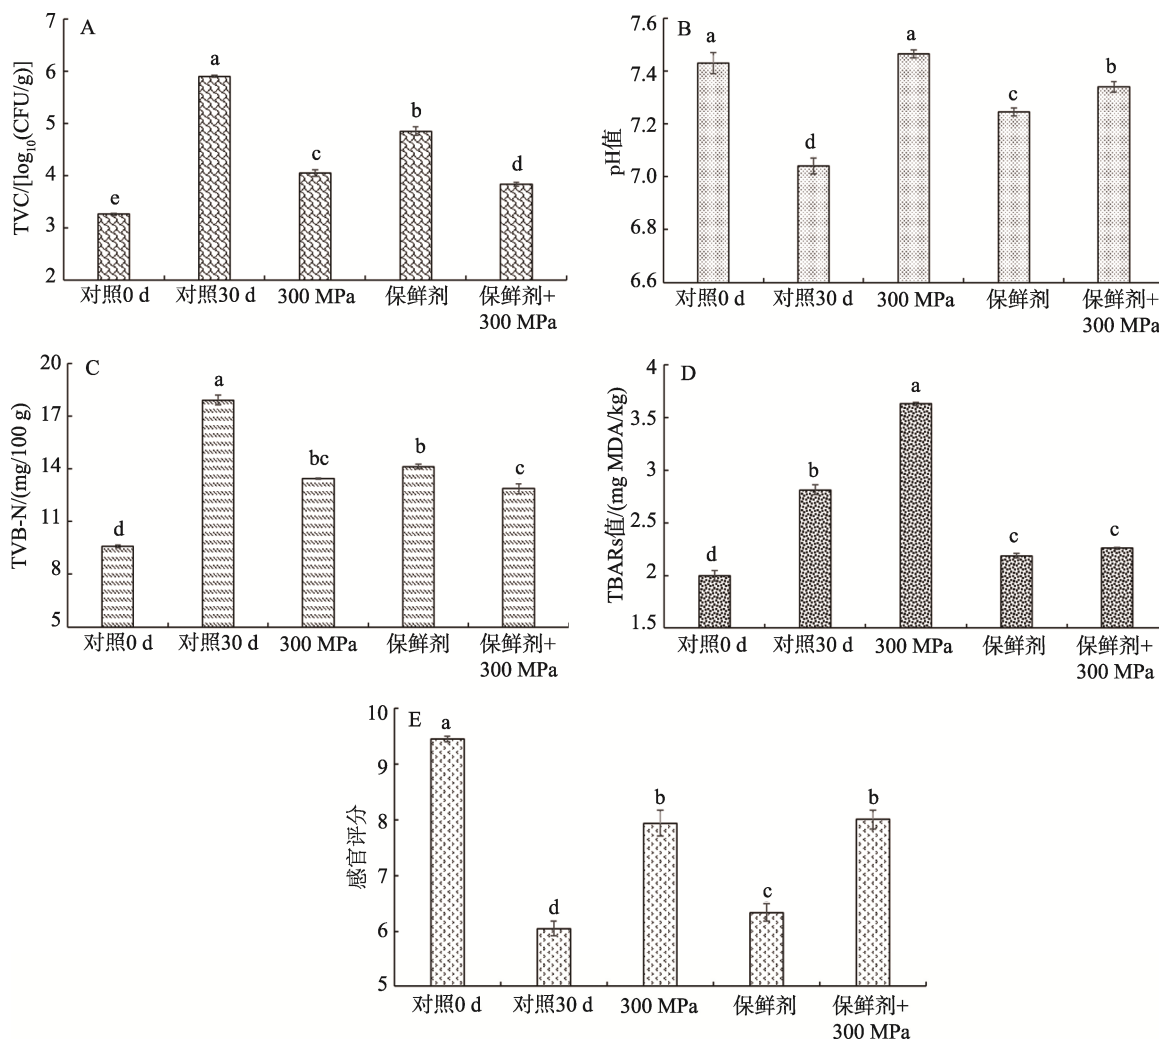 A
TVC/[log₁₀(CFU/g)]
7
6
5
4
3
2
e
a
c
b
d
对照0 d
对照30 d
300 MPa
保鲜剂
保鲜剂+
300 MPa
B
pH值
7.6
7.4
7.2
7.0
6.8
6.6
a
d
a
c
b
对照0 d
对照30 d
300 MPa
保鲜剂
保鲜剂+
300 MPa
C
TVB-N/(mg/100 g)
20
17
14
11
8
5
d
a
bc
b
c
对照0 d
对照30 d
300 MPa
保鲜剂
保鲜剂+
300 MPa
D
TBARs值/(mg MDA/kg)
4
3.5
3
2.5
2
1.5
d
b
a
c
c
对照0 d
对照30 d
300 MPa
保鲜剂
保鲜剂+
300 MPa
E
感官评分
10
9
8
7
6
5
a
d
b
c
b
对照0 d
对照30 d
300 MPa
保鲜剂
保鲜剂+
300 MPa